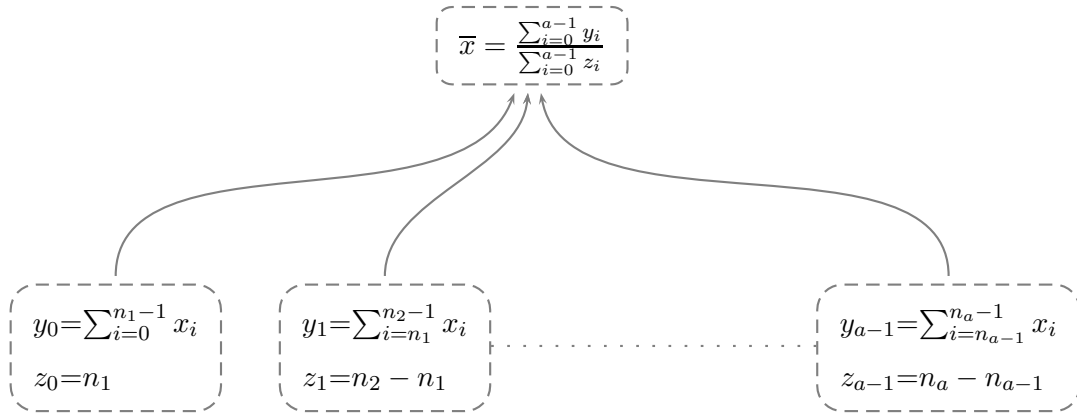 x̅ = ∑_{i=0}^{a−1} y_i / ∑_{i=0}^{a−1} z_i
y_0=∑_{i=0}^{n_1−1} x_i
z_0=n_1
y_1=∑_{i=n_1}^{n_2−1} x_i
z_1=n_2 − n_1
y_{a−1}=∑_{i=n_{a−1}}^{n_a−1} x_i
z_{a−1}=n_a − n_{a−1}